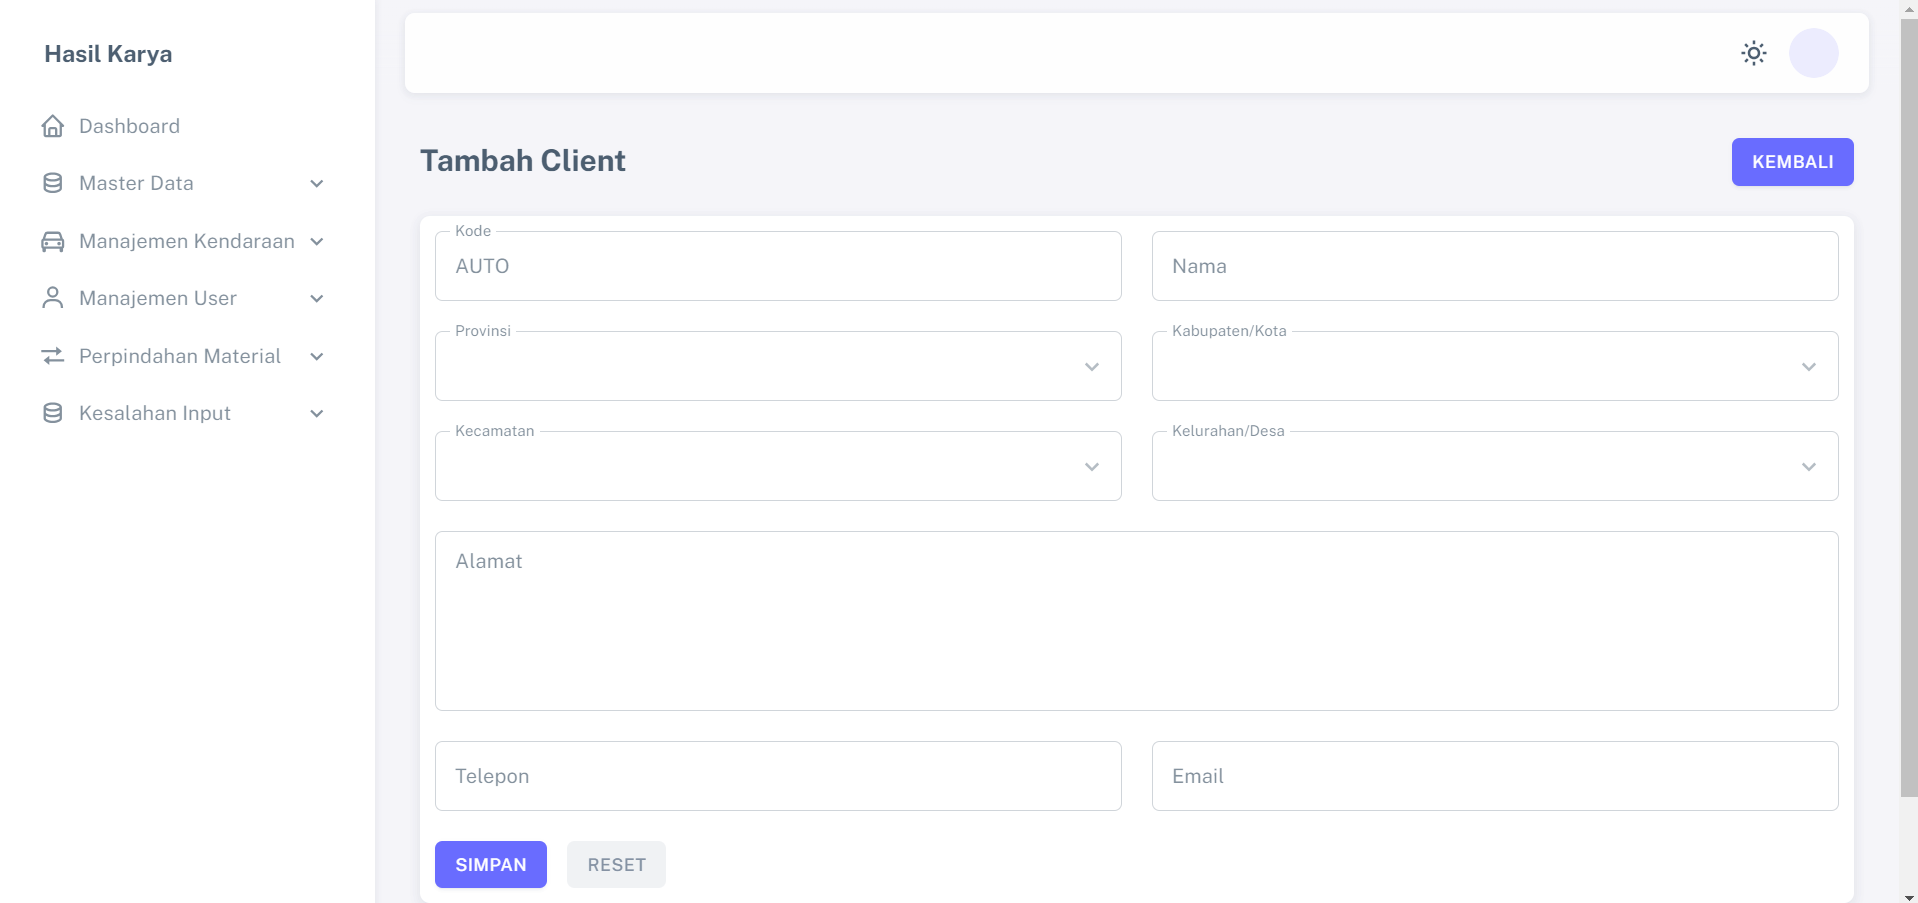 Hasil Karya
Dashboard
Master Data
Manajemen Kendaraan
Manajemen User
Perpindahan Material
Kesalahan Input
Tambah Client
KEMBALI
Kode
AUTO
Nama
Provinsi
Kabupaten/Kota
Kecamatan
Kelurahan/Desa
Alamat
Telepon
Email
SIMPAN
RESET